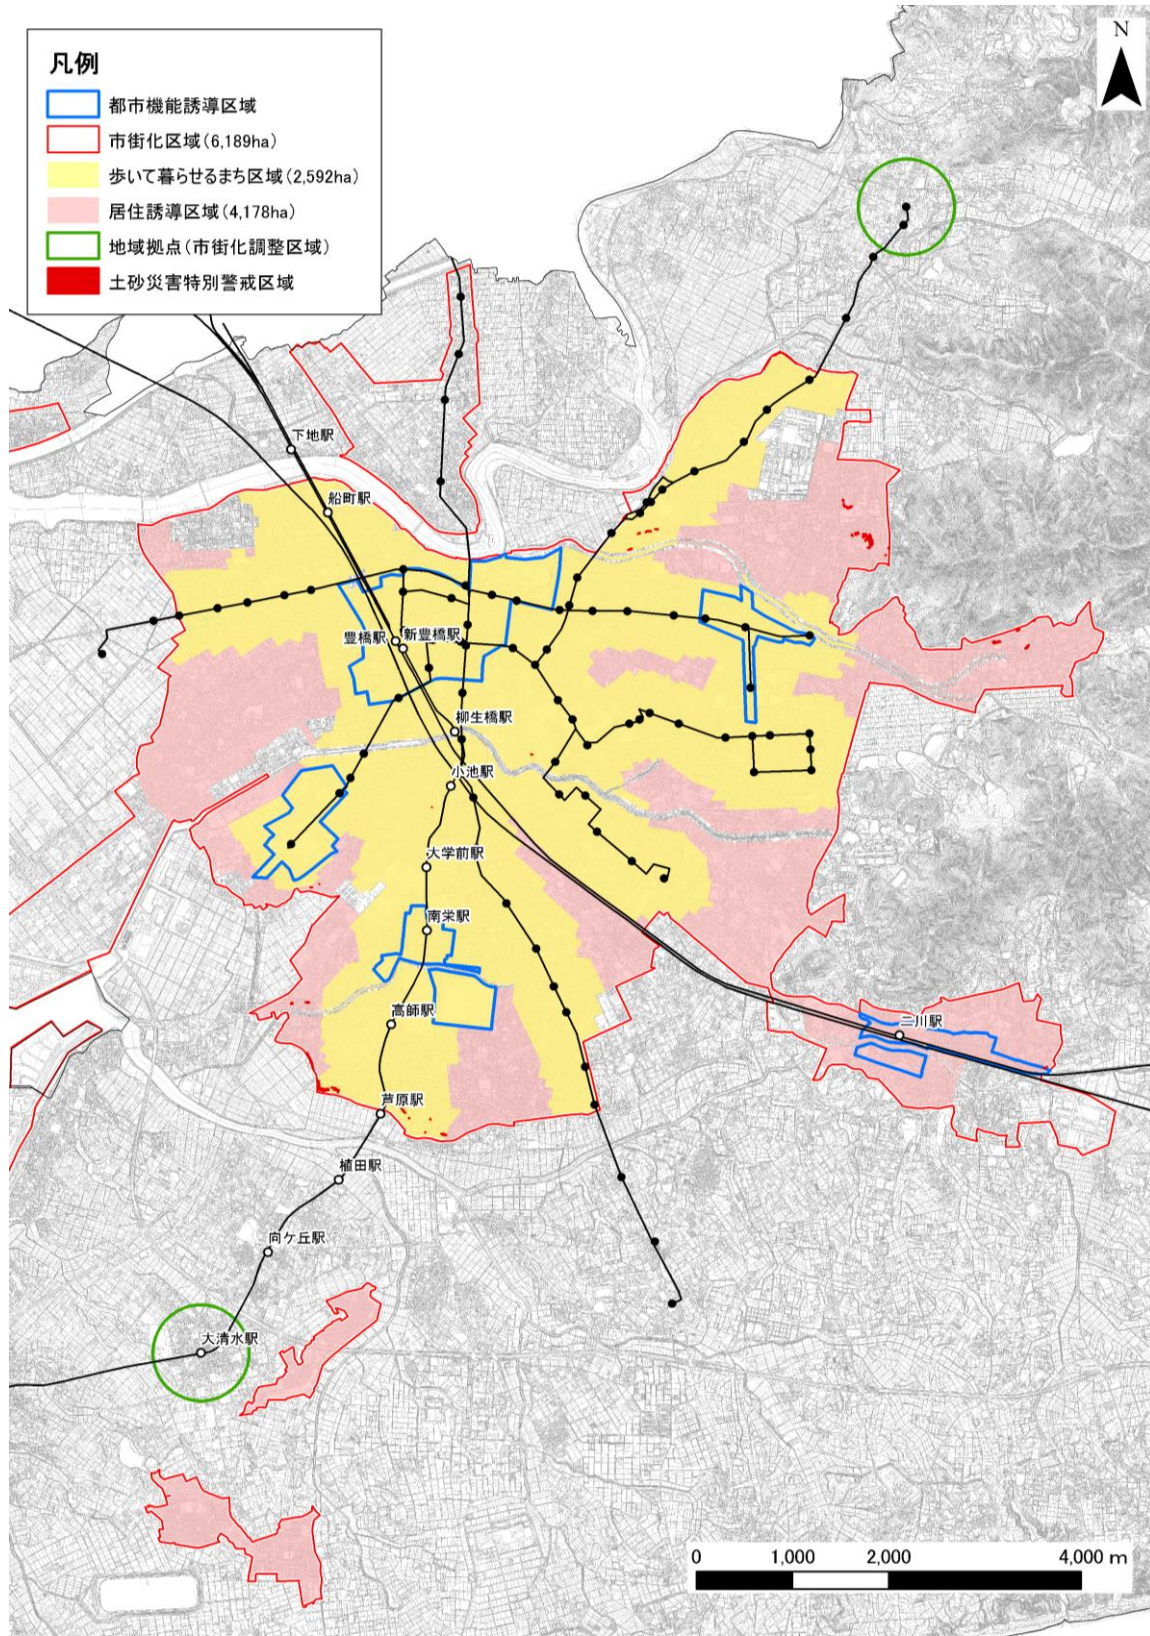 凡例
都市機能誘導区域
市街化区域(6,189ha)
歩いて暮らせるまち区域(2,592ha)
居住誘導区域(4,178ha)
地域拠点(市街化調整区域)
土砂災害特別警戒区域
N
下地駅
船町駅
豊橋駅
新豊橋駅
柳生橋駅
小池駅
大学前駅
南栄駅
高師駅
二川駅
芦原駅
植田駅
向ケ丘駅
大清水駅
0 1,000 2,000 4,000 m